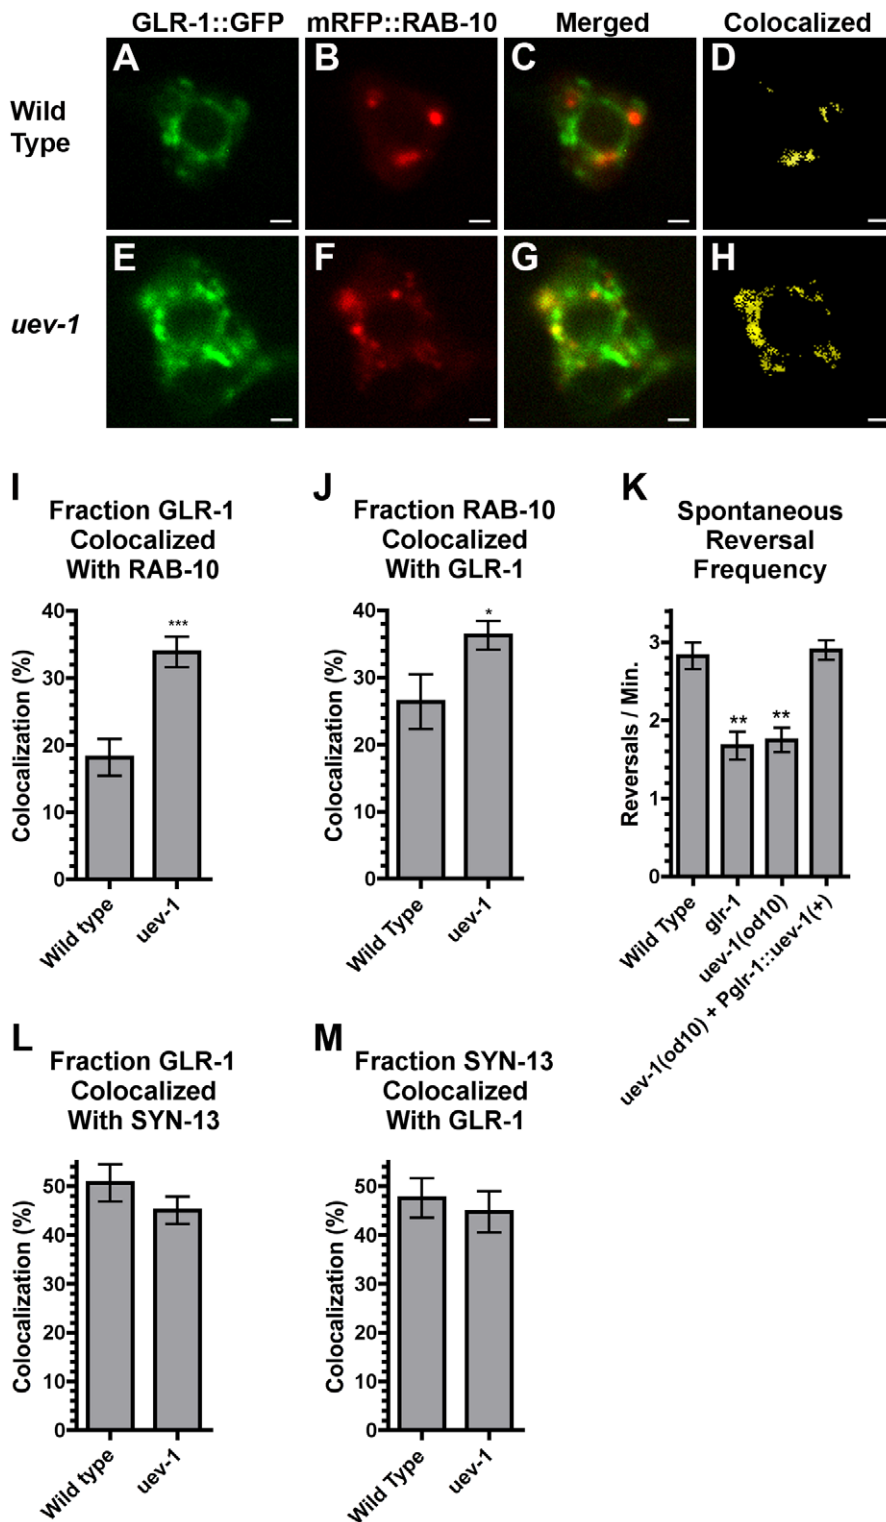 GLR-1::GFP mRFP::RAB-10 Merged Colocalized
A B C D
Wild
Type
E F G H
uev-1
I
Fraction GLR-1
Colocalized
With RAB-10
40
30
20
10
0
Colocalization (%)
***
Wild type
uev-1
J
Fraction RAB-10
Colocalized
With GLR-1
40
30
20
10
0
Colocalization (%)
*
Wild Type
uev-1
K
Spontaneous
Reversal
Frequency
3
2
1
0
Reversals / Min.
** **
Wild Type
glr-1
uev-1(od10)
uev-1(od10) + Pglr-1::uev-1(+)
L
Fraction GLR-1
Colocalized
With SYN-13
50
40
30
20
10
0
Colocalization (%)
Wild type
uev-1
M
Fraction SYN-13
Colocalized
With GLR-1
50
40
30
20
10
0
Colocalization (%)
Wild Type
uev-1